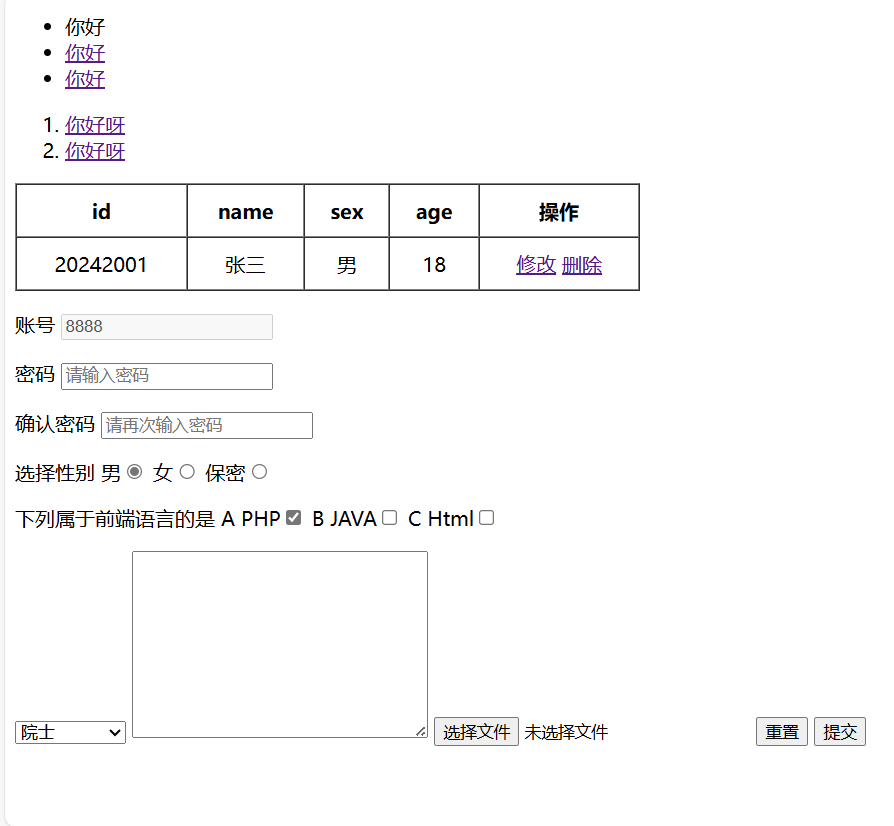 你好
你好
你好
1. 你好呀
2. 你好呀
id name sex age 操作
20242001 张三 男 18 修改 删除
账号 8888
密码 请输入密码
确认密码 请再次输入密码
选择性别 男 女 保密
下列属于前端语言的是 A PHP B JAVA C Html
院士 选择文件 未选择文件 重置 提交